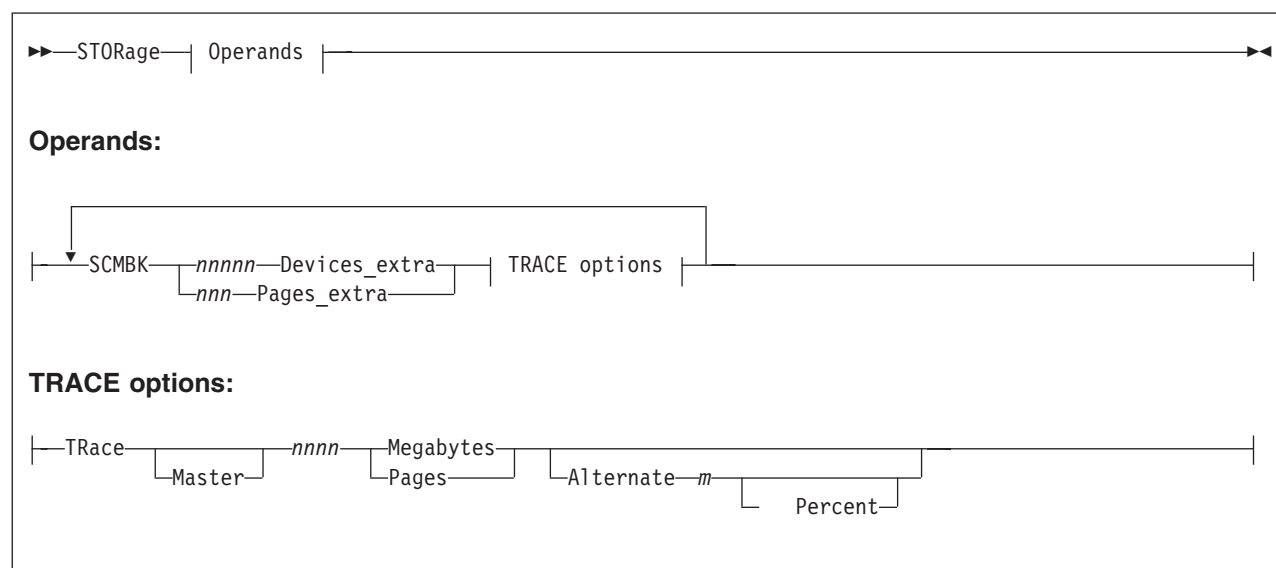 STORage Operands
Operands:
SCMBK nnnnn Devices_extra TRACE options
nnn Pages_extra
TRACE options:
TRace nnnn Megabytes
Master Pages Alternate m
Percent